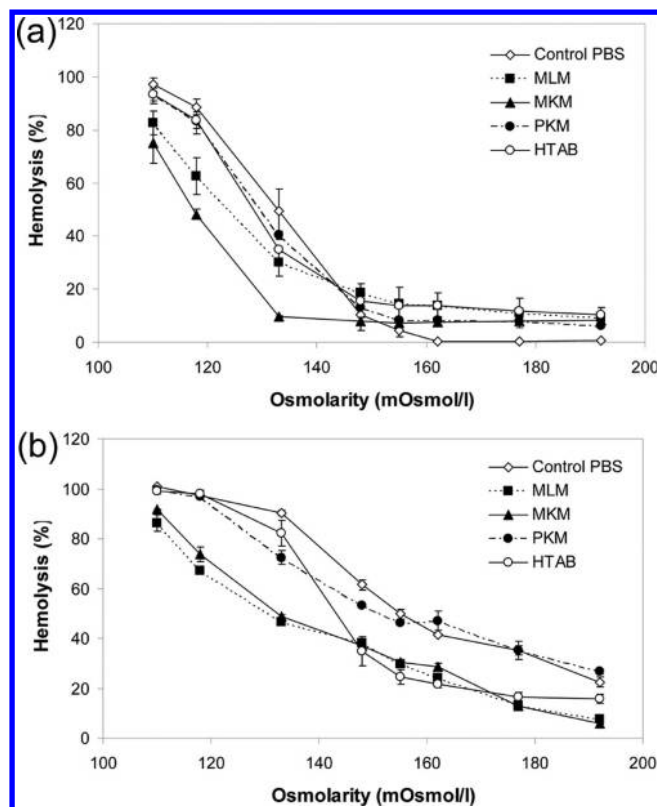 (a)
120
100
80
60
40
20
0
Hemolysis (%)
Control PBS
MLM
MKM
PKM
HTAB
100 120 140 160 180 200
Osmolarity (mOsmol/l)
(b)
120
100
80
60
40
20
0
Hemolysis (%)
Control PBS
MLM
MKM
PKM
HTAB
100 120 140 160 180 200
Osmolarity (mOsmol/l)